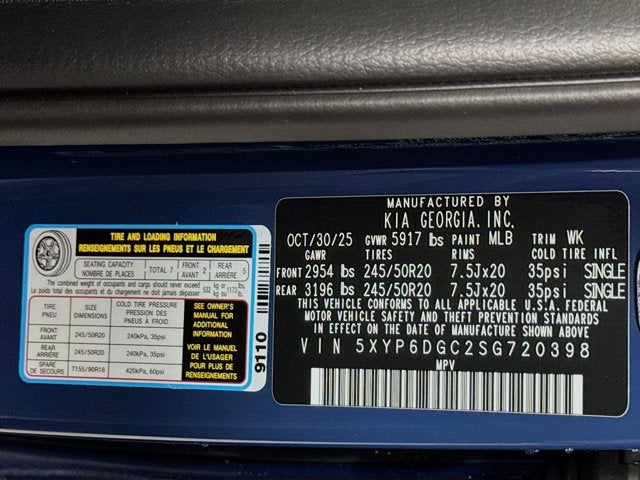 TIRE AND LOADING INFORMATION
RENSEIGNEMENTS SUR LES PNEUS ET LE CHARGEMENT
SEATING CAPACITY
NOMBRE DE PLACES
TOTAL 7
FRONT
AVANT 2
REAR
ARRIÈRE 5
The combined weight of occupants and cargo should never exceed
Le poids total des occupants et du chargement ne doit jamais dépasser
532 kg or
kg ou 1173 lbs.
lb.
TIRE
PNEU
SIZE
DIMENSIONS
COLD TIRE PRESSURE
PRESSION DES
PNEUS À FROID
FRONT
AVANT
245/50R20
240kPa, 35psi
REAR
ARRIÈRE
245/50R20
240kPa, 35psi
SPARE
DE SECOURS
T155/90R18
420kPa, 60psi
SEE OWNER'S
MANUAL FOR
ADDITIONAL
INFORMATION
VOIR LE MANUEL
DE L'USAGER
POUR PLUS DE
RENSEIGNEMENTS
9110
MANUFACTURED BY
KIA GEORGIA, INC.
OCT/30/25 GVWR 5917 lbs PAINT MLB TRIM WK
GAWR TIRES RIMS COLD TIRE INFL
FRONT 2954 lbs 245/50R20 7.5Jx20 35psi SINGLE
REAR 3196 lbs 245/50R20 7.5Jx20 35psi SINGLE
THIS VEHICLE CONFORMS TO ALL APPLICABLE U.S.A. FEDERAL
MOTOR VEHICLE SAFETY AND THEFT PREVENTION STANDARDS
IN EFFECT ON THE DATE OF MANUFACTURE SHOWN ABOVE.
VIN 5XYP6DGC2SG720398
MPV